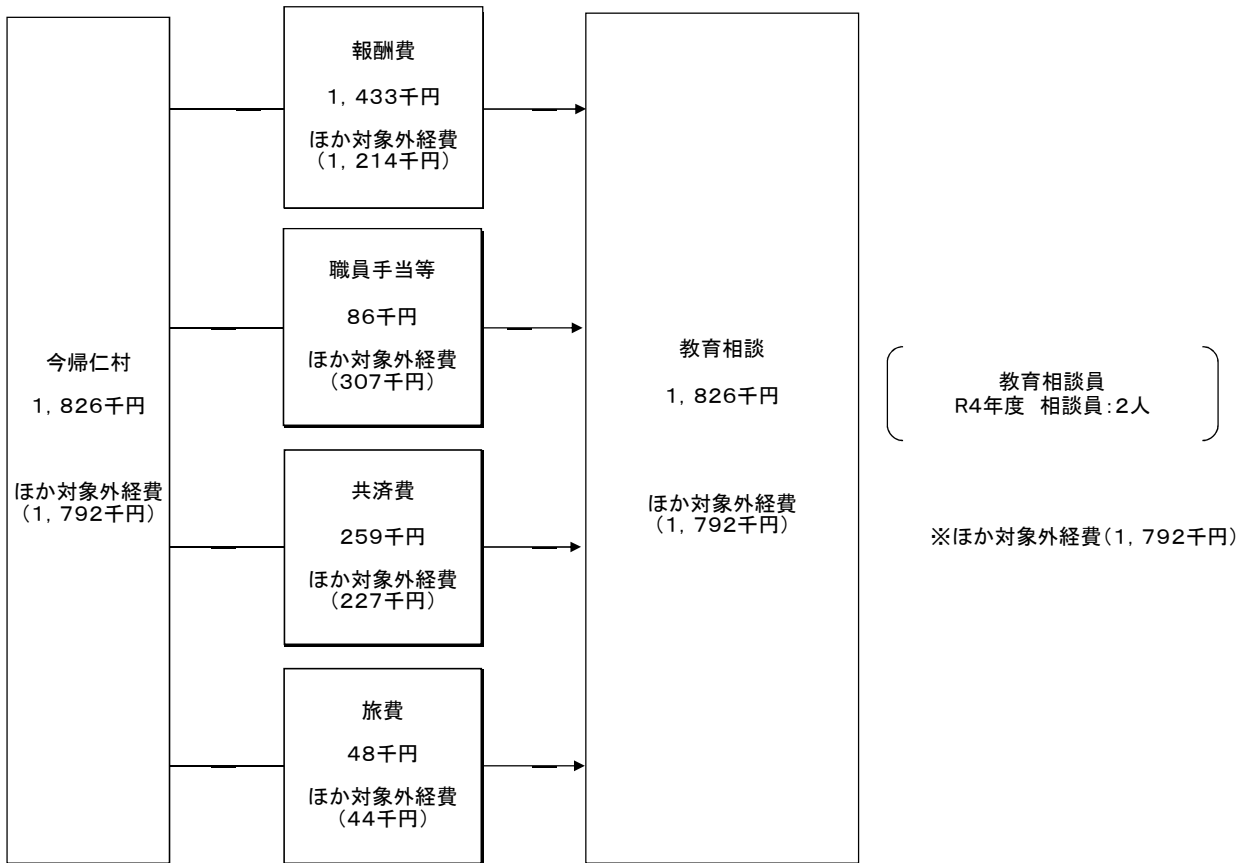 今帰仁村
1，826千円
ほか対象外経費
（1，792千円）
報酬費
1，433千円
ほか対象外経費
（1，214千円）
職員手当等
86千円
ほか対象外経費
（307千円）
共済費
259千円
ほか対象外経費
（227千円）
旅費
48千円
ほか対象外経費
（44千円）
教育相談
1，826千円
ほか対象外経費
（1，792千円）
教育相談員
R4年度　相談員：2人
※ほか対象外経費（1，792千円）